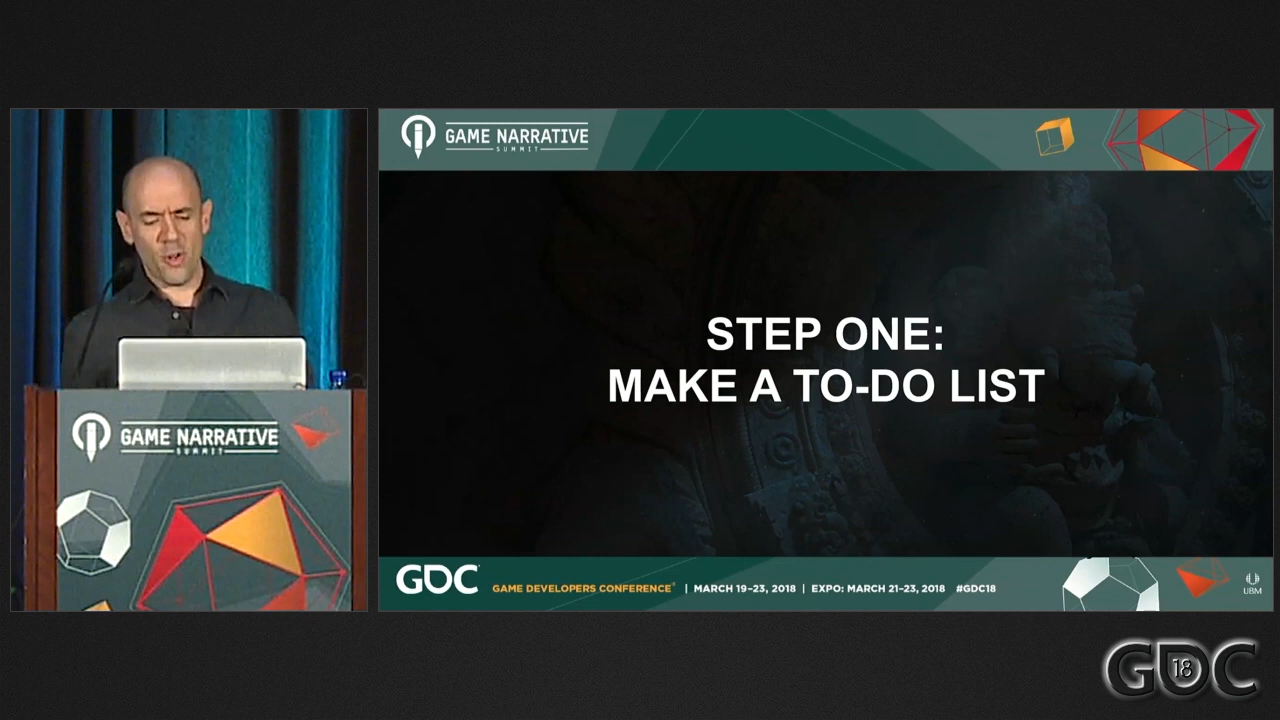 GAME NARRATIVE
SUMMIT
STEP ONE:
MAKE A TO-DO LIST
GAME NARRATIVE
SUMMIT
GDC GAME DEVELOPERS CONFERENCE® | MARCH 19–23, 2018 | EXPO: MARCH 21–23, 2018 #GDC18
UBM
GDC
18